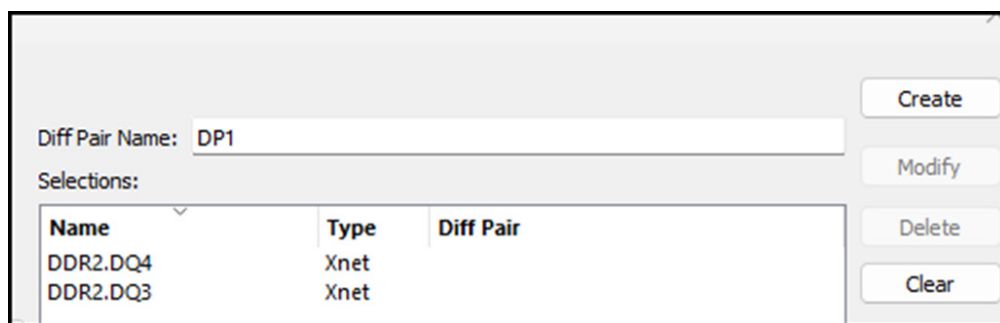 Create
Diff Pair Name: DP1
Modify
Selections:
Name Type Diff Pair
Delete
DDR2.DQ4 Xnet
DDR2.DQ3 Xnet
Clear